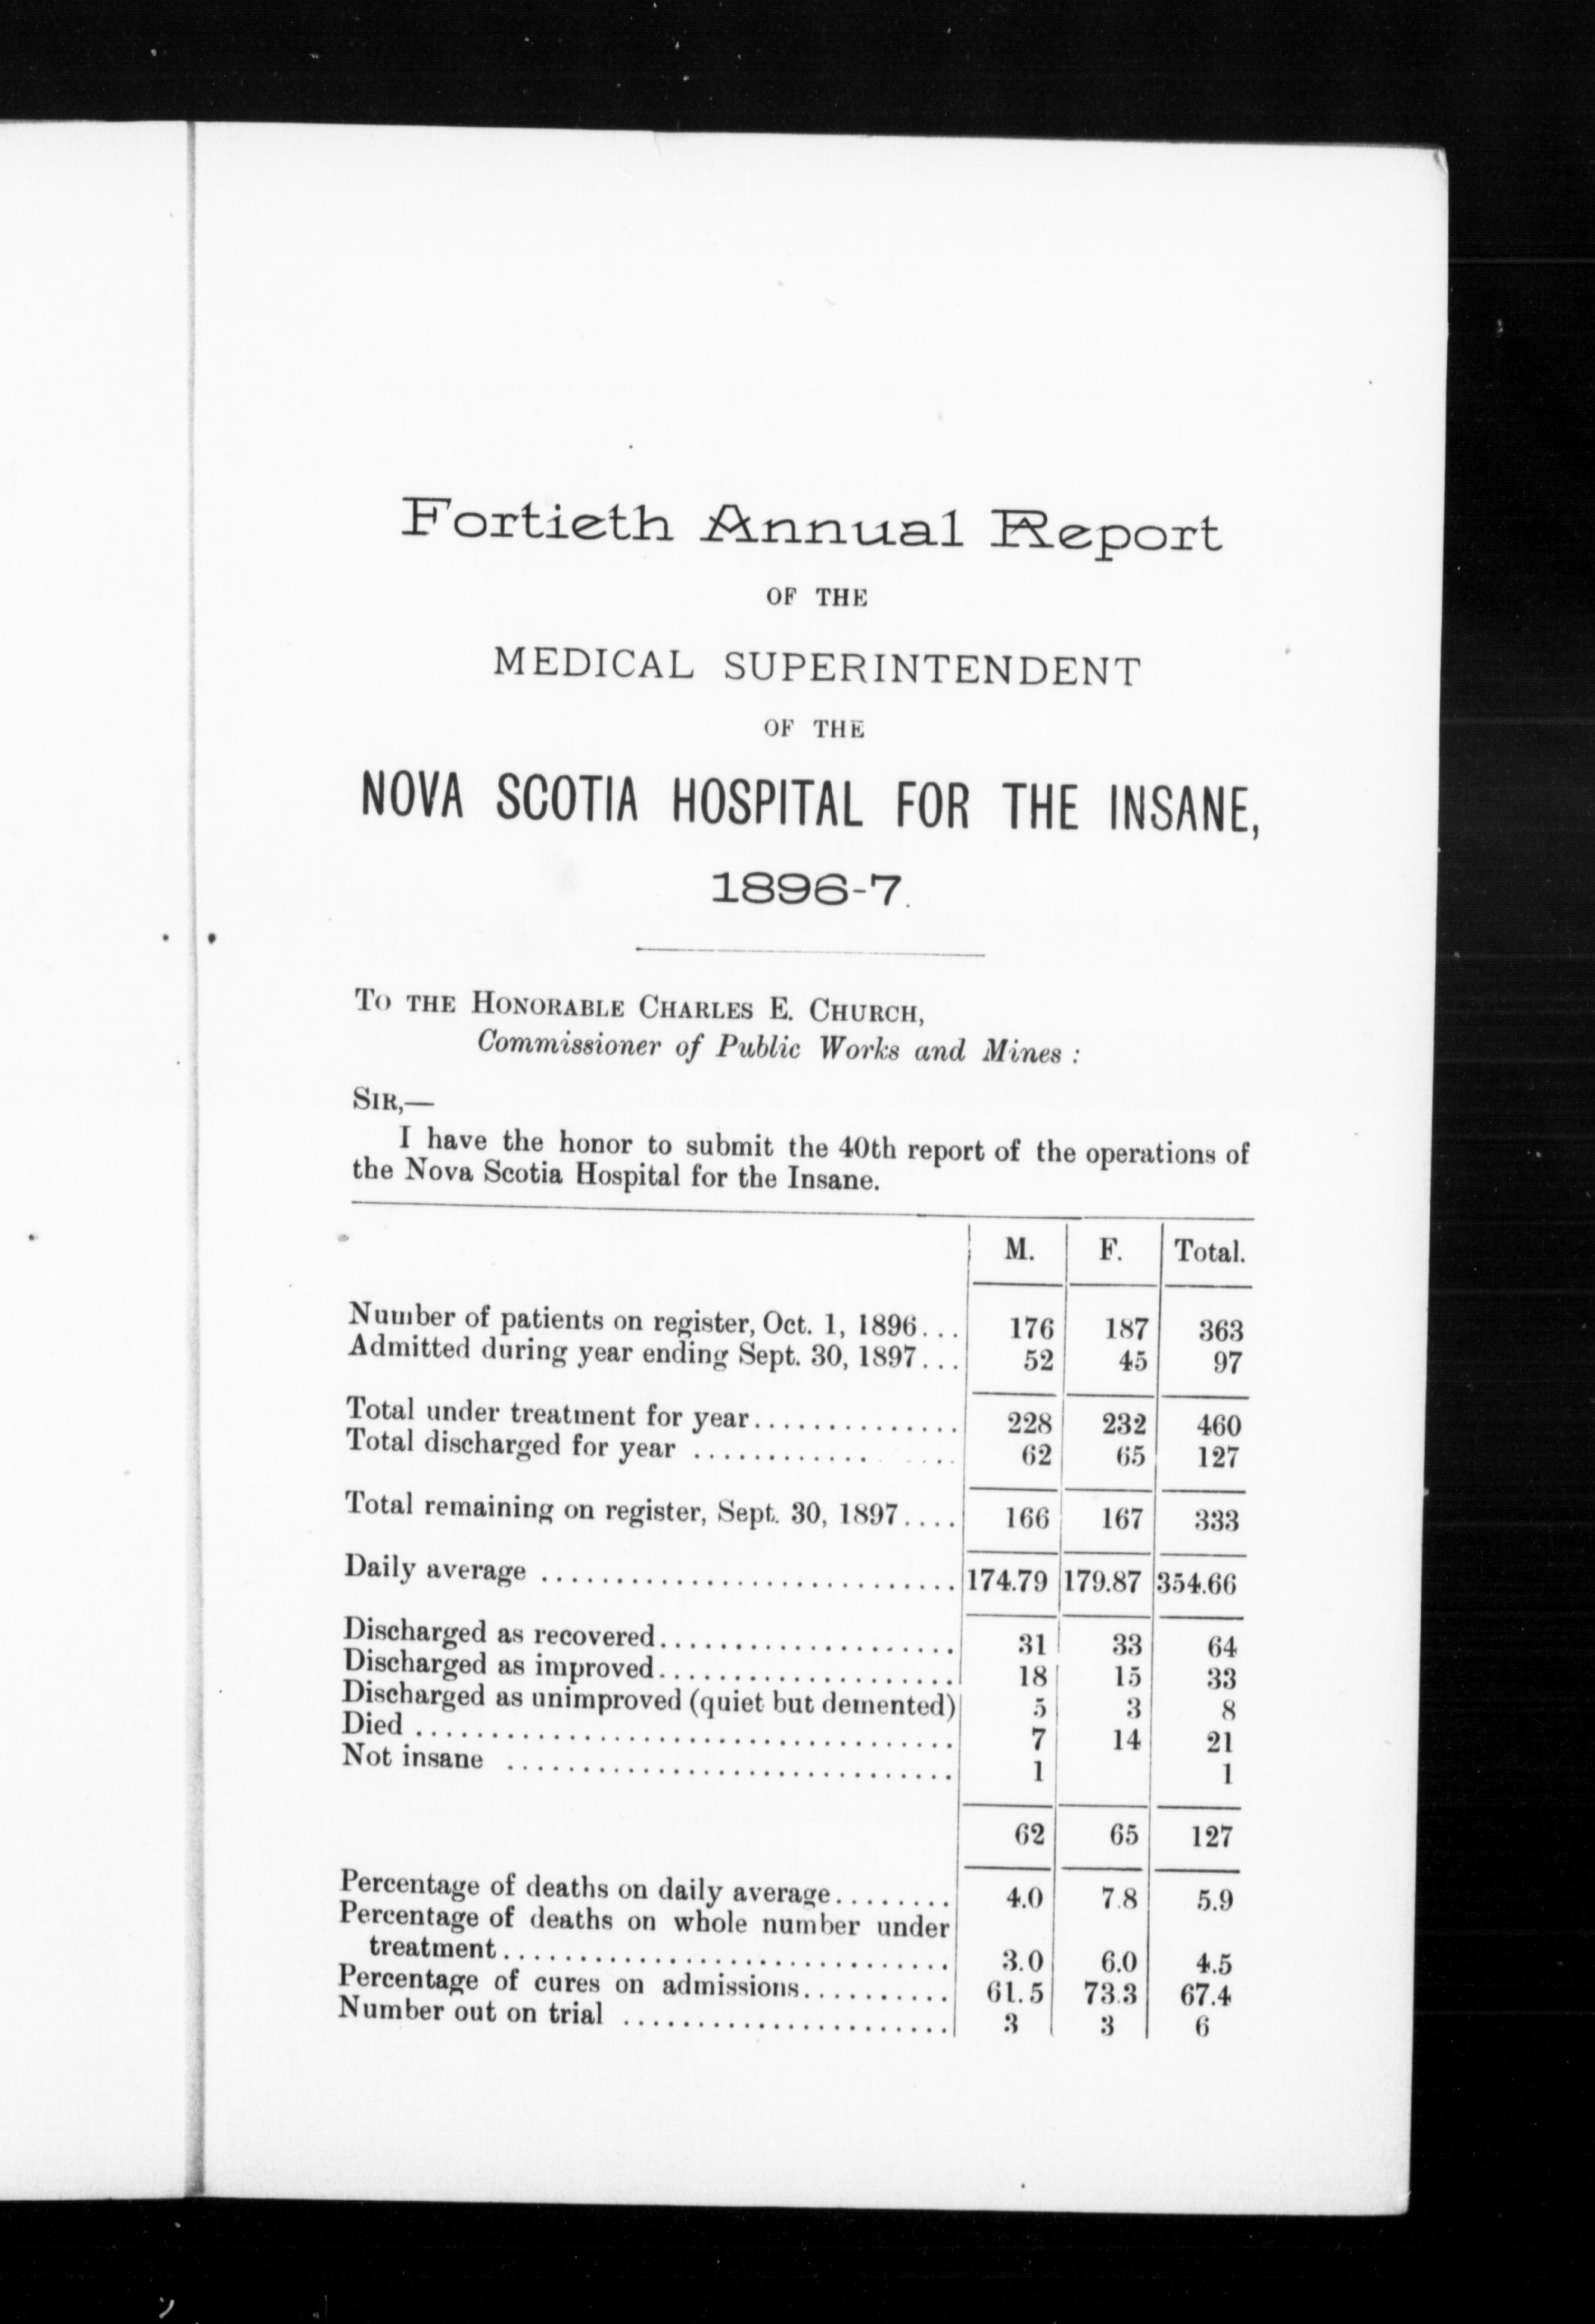 Fortieth Annual Report
OF THE
MEDICAL SUPERINTENDENT
OF THE
NOVA SCOTIA HOSPITAL FOR THE INSANE,
1896-7.
To the Honorable Charles E. Church,
Commissioner of Public Works and Mines :
Sir,—
I have the honor to submit the 40th report of the operations of
the Nova Scotia Hospital for the Insane.
M. F. Total.
Number of patients on register, Oct. 1, 1896... 176 187 363
Admitted during year ending Sept. 30, 1897... 52 45 97
Total under treatment for year.............. 228 232 460
Total discharged for year ............ .... 62 65 127
Total remaining on register, Sept. 30, 1897.... 166 167 333
Daily average ............................ 174.79 179.87 354.66
Discharged as recovered.................... 31 33 64
Discharged as improved.................... 18 15 33
Discharged as unimproved (quiet but demented) 5 3 8
Died .................................... 7 14 21
Not insane .............................. 1 1
62 65 127
Percentage of deaths on daily average........ 4.0 7.8 5.9
Percentage of deaths on whole number under
treatment.............................. 3.0 6.0 4.5
Percentage of cures on admissions.......... 61.5 73.3 67.4
Number out on trial ...................... 3 3 6